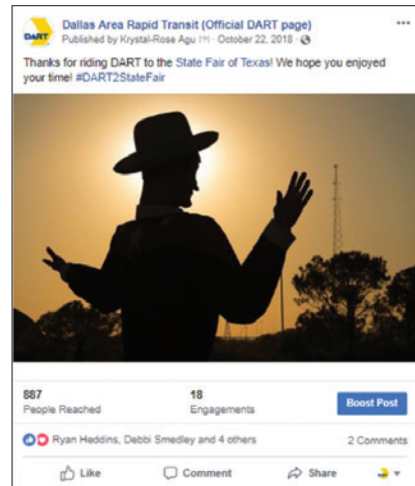 Dallas Area Rapid Transit (Official DART page)
Published by Krystal-Rose Agu [?] · October 22, 2018 ·
Thanks for riding DART to the State Fair of Texas! We hope you enjoyed
your time! #DART2StateFair
DART
887
People Reached
18
Engagements
Boost Post
Ryan Heddins, Debbi Smedley and 4 others
2 Comments
Like
Comment
Share